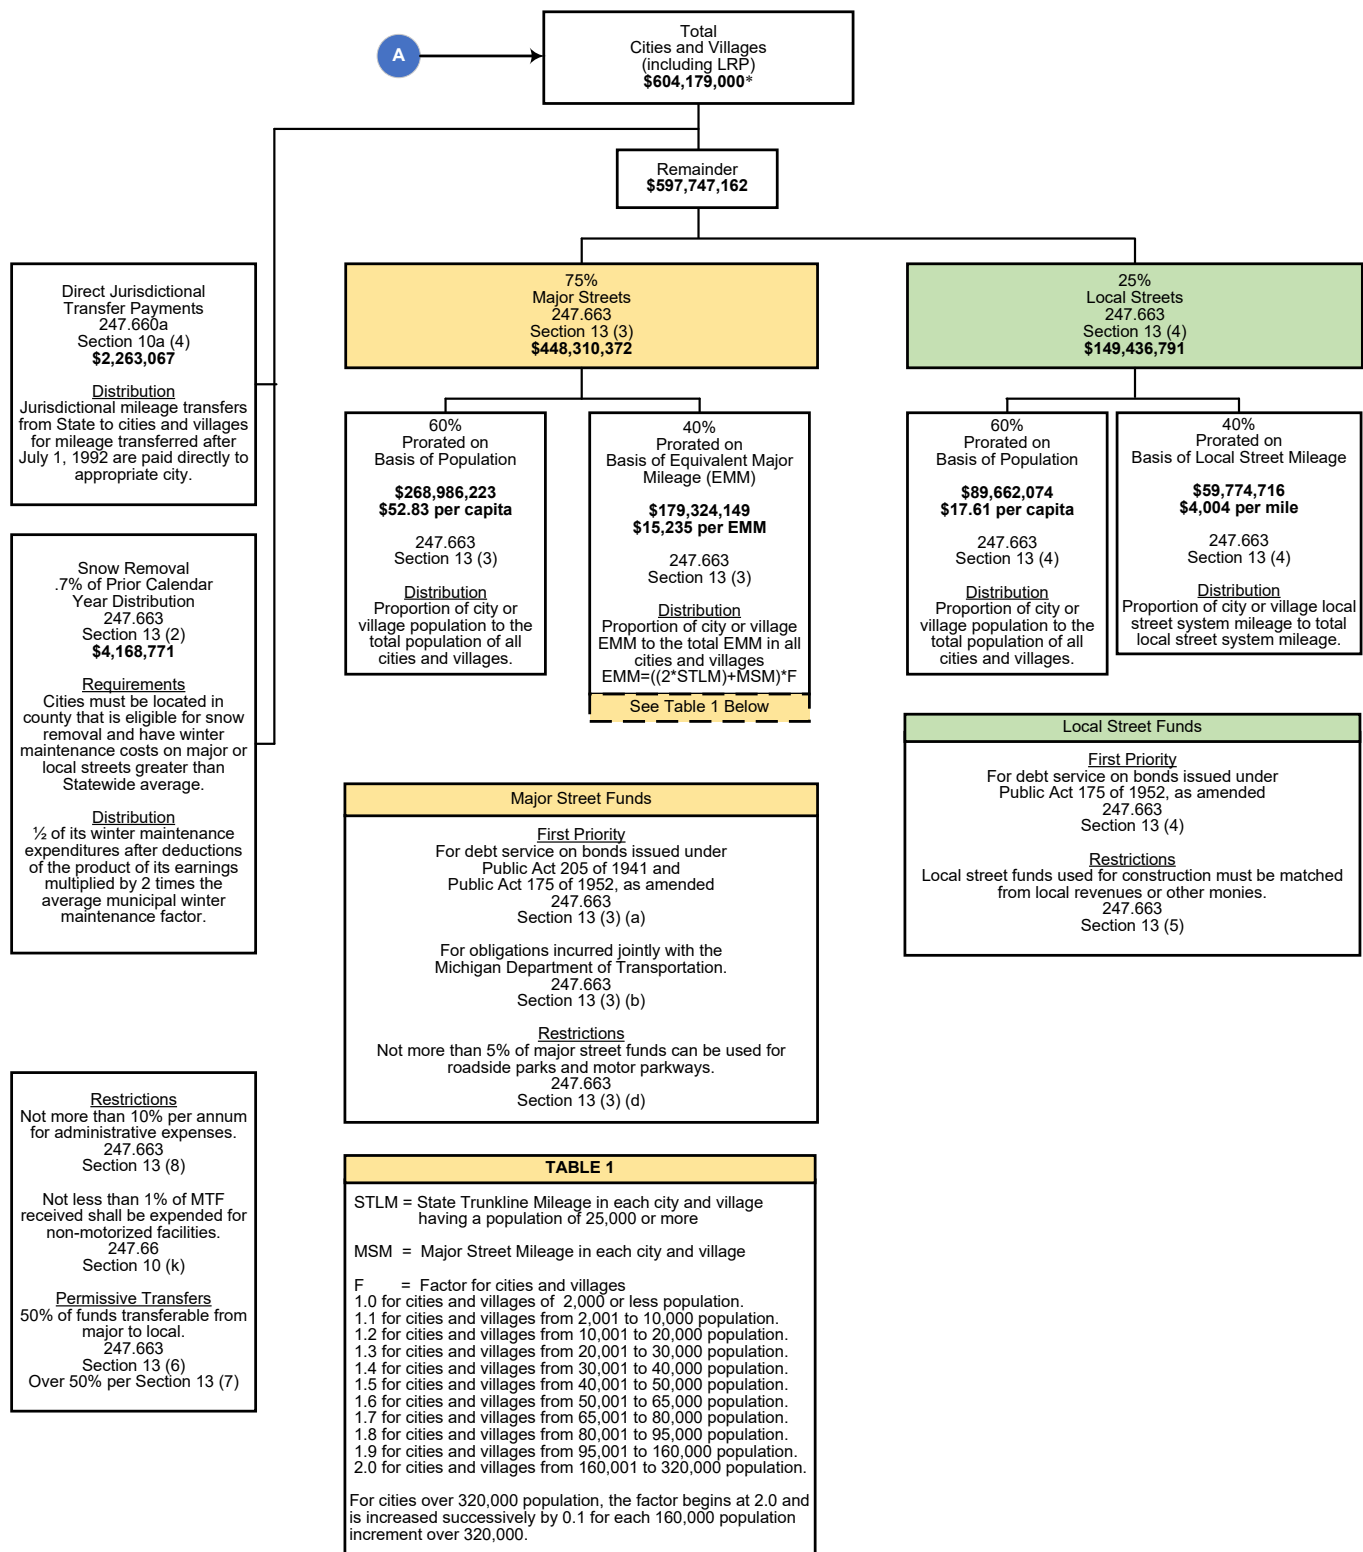 A
Total
Cities and Villages
(including LRP)
$604,179,000*
Remainder
$597,747,162
Direct Jurisdictional
Transfer Payments
247.660a
Section 10a (4)
$2,263,067
Distribution
Jurisdictional mileage transfers
from State to cities and villages
for mileage transferred after
July 1, 1992 are paid directly to
appropriate city.
Snow Removal
.7% of Prior Calendar
Year Distribution
247.663
Section 13 (2)
$4,168,771
Requirements
Cities must be located in
county that is eligible for snow
removal and have winter
maintenance costs on major or
local streets greater than
Statewide average.
Distribution
½ of its winter maintenance
expenditures after deductions
of the product of its earnings
multiplied by 2 times the
average municipal winter
maintenance factor.
Restrictions
Not more than 10% per annum
for administrative expenses.
247.663
Section 13 (8)
Not less than 1% of MTF
received shall be expended for
non-motorized facilities.
247.66
Section 10 (k)
Permissive Transfers
50% of funds transferable from
major to local.
247.663
Section 13 (6)
Over 50% per Section 13 (7)
75%
Major Streets
247.663
Section 13 (3)
$448,310,372
60%
Prorated on
Basis of Population
$268,986,223
$52.83 per capita
247.663
Section 13 (3)
Distribution
Proportion of city or
village population to the
total population of all
cities and villages.
40%
Prorated on
Basis of Equivalent Major
Mileage (EMM)
$179,324,149
$15,235 per EMM
247.663
Section 13 (3)
Distribution
Proportion of city or village
EMM to the total EMM in all
cities and villages
EMM=((2*STLM)+MSM)*F
See Table 1 Below
Major Street Funds
First Priority
For debt service on bonds issued under
Public Act 205 of 1941 and
Public Act 175 of 1952, as amended
247.663
Section 13 (3) (a)
For obligations incurred jointly with the
Michigan Department of Transportation.
247.663
Section 13 (3) (b)
Restrictions
Not more than 5% of major street funds can be used for
roadside parks and motor parkways.
247.663
Section 13 (3) (d)
TABLE 1
STLM = State Trunkline Mileage in each city and village
having a population of 25,000 or more
MSM = Major Street Mileage in each city and village
F = Factor for cities and villages
1.0 for cities and villages of 2,000 or less population.
1.1 for cities and villages from 2,001 to 10,000 population.
1.2 for cities and villages from 10,001 to 20,000 population.
1.3 for cities and villages from 20,001 to 30,000 population.
1.4 for cities and villages from 30,001 to 40,000 population.
1.5 for cities and villages from 40,001 to 50,000 population.
1.6 for cities and villages from 50,001 to 65,000 population.
1.7 for cities and villages from 65,001 to 80,000 population.
1.8 for cities and villages from 80,001 to 95,000 population.
1.9 for cities and villages from 95,001 to 160,000 population.
2.0 for cities and villages from 160,001 to 320,000 population.
For cities over 320,000 population, the factor begins at 2.0 and
is increased successively by 0.1 for each 160,000 population
increment over 320,000.
25%
Local Streets
247.663
Section 13 (4)
$149,436,791
60%
Prorated on
Basis of Population
$89,662,074
$17.61 per capita
247.663
Section 13 (4)
Distribution
Proportion of city or
village population to the
total population of all
cities and villages.
40%
Prorated on
Basis of Local Street Mileage
$59,774,716
$4,004 per mile
247.663
Section 13 (4)
Distribution
Proportion of city or village local
street system mileage to total
local street system mileage.
Local Street Funds
First Priority
For debt service on bonds issued under
Public Act 175 of 1952, as amended
247.663
Section 13 (4)
Restrictions
Local street funds used for construction must be matched
from local revenues or other monies.
247.663
Section 13 (5)